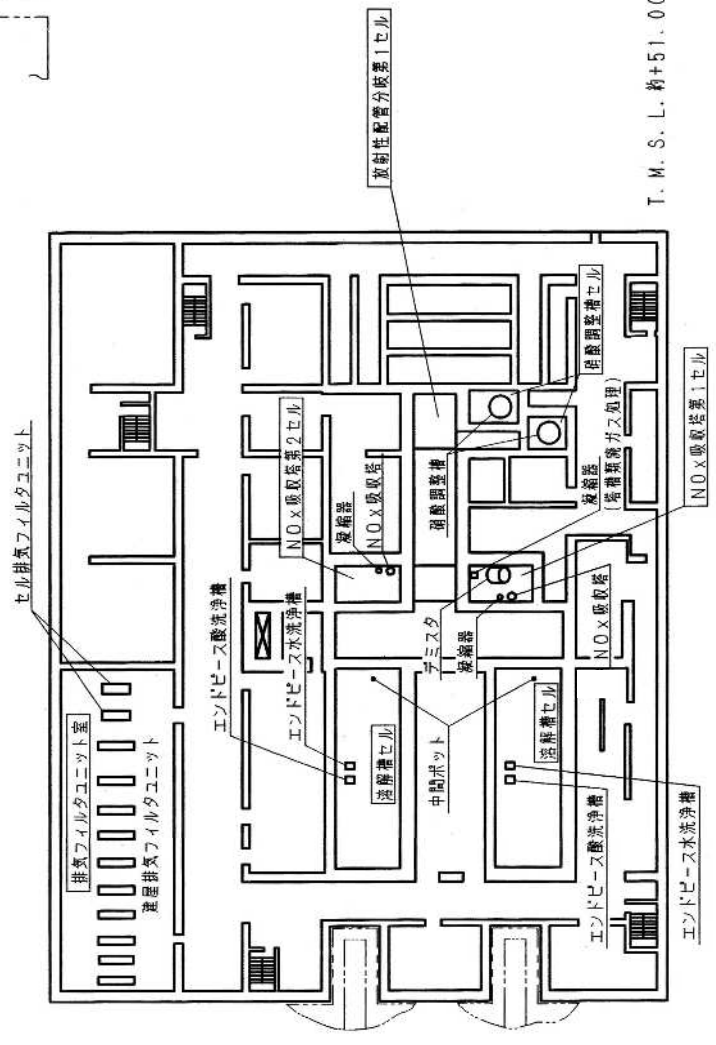 セル排気フィルタユニット
排気フィルタユニット室
建屋排気フィルタユニット
エンドピース酸洗浄槽
エンドピース水洗浄槽
NOx吸収塔第2セル
凝縮器
NOx吸収塔
放射性配管分岐第1セル
溶解槽セル
中間ポット
デミスタ
凝縮器
硝酸調整槽
硝酸調整槽セル
溶解槽セル
NOx吸収塔
凝縮器
(塔槽類廃ガス処理)
NOx吸収塔第1セル
エンドピース酸洗浄槽
エンドピース水洗浄槽
T.M.S.L.約+51.00